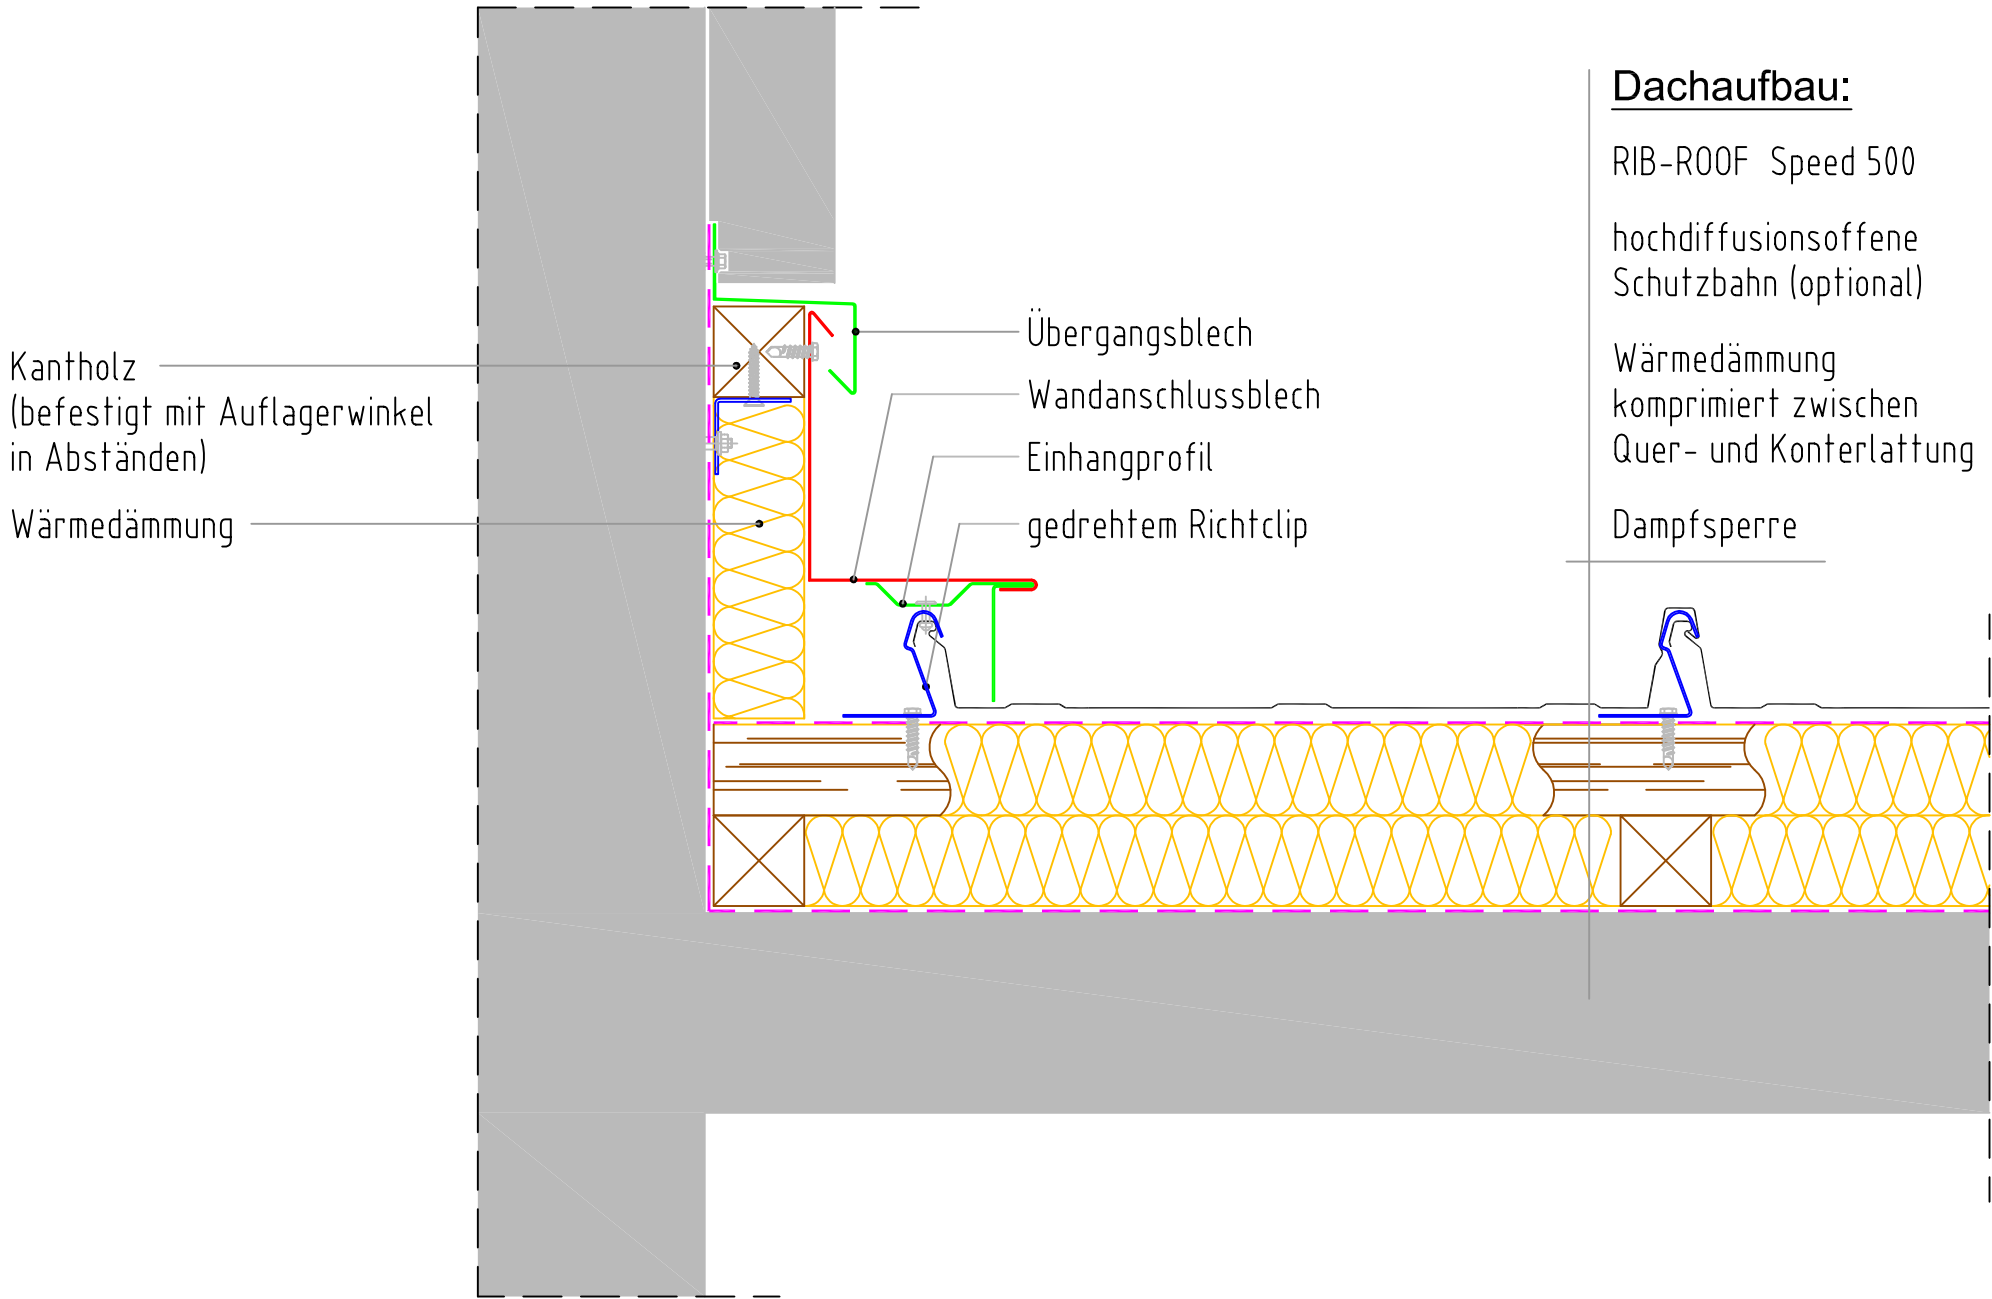 Kantholz
(befestigt mit Auflagerwinkel
in Abständen)
Wärmedämmung
Übergangsblech
Wandanschlussblech
Einhangprofil
gedrehtem Richtclip
Dachaufbau:
RIB-ROOF Speed 500
hochdiffusionsoffene
Schutzbahn (optional)
Wärmedämmung
komprimiert zwischen
Quer- und Konterlattung
Dampfsperre